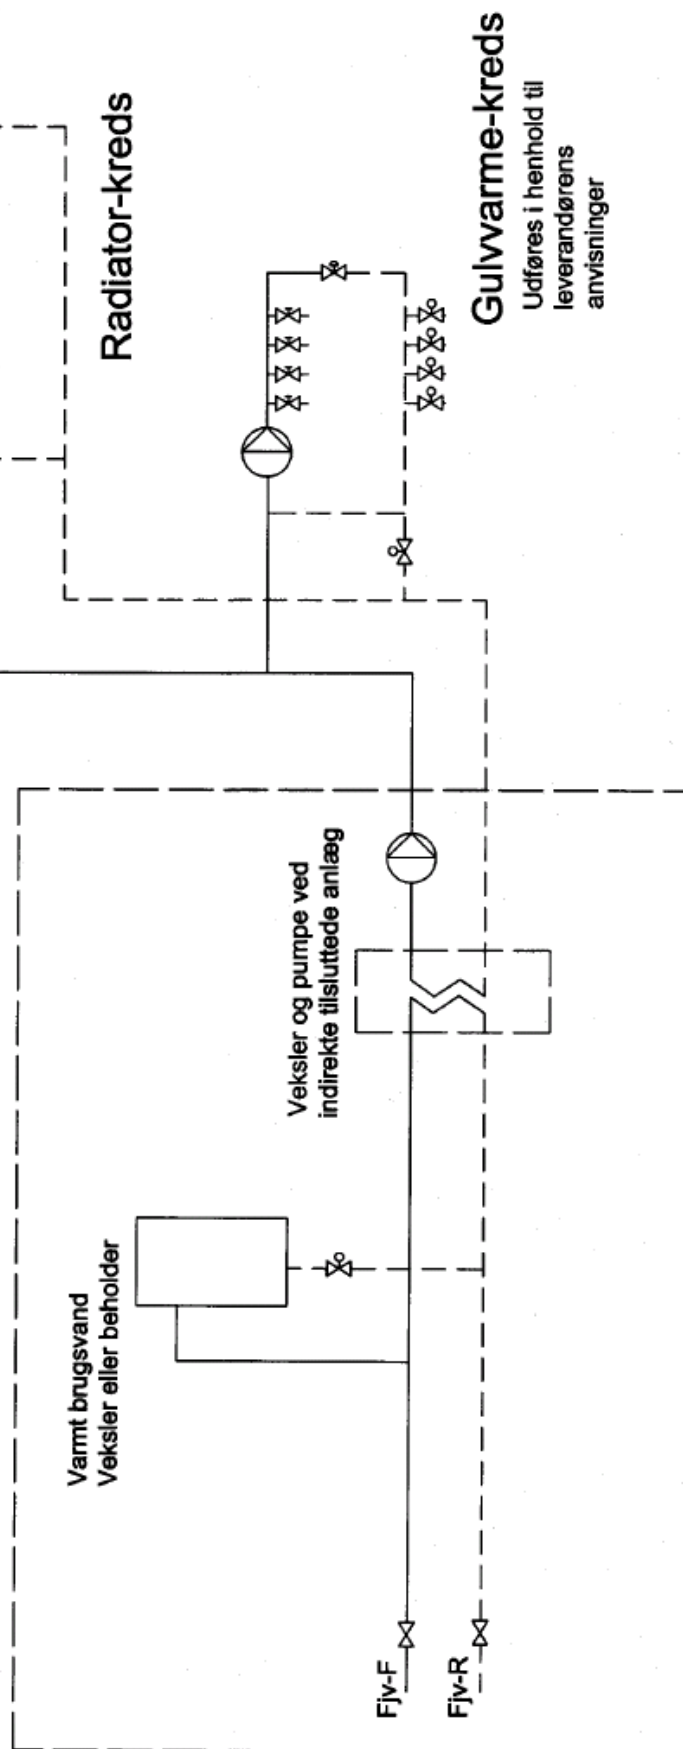 Radiator-kreds
Gulvvarme-kreds
Udføres i henhold til
leverandørens
anvisninger
Veksler og pumpe ved
indirekte tilsluttede anlæg
Varmt brugsvand
Veksler eller beholder
Fjv-F
Fjv-R